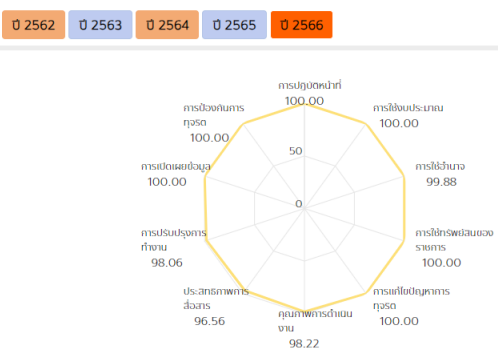 ปี 2562 ปี 2563 ปี 2564 ปี 2565 ปี 2566
การปฏิบัติหน้าที่
100.00
การป้องกันการ
ทุจริต
100.00
การใช้งบประมาณ
100.00
50
การเปิดเผยข้อมูล
100.00
การใช้อำนาจ
99.88
0
การปรับปรุงการ
ทำงาน
98.06
การใช้ทรัพย์สินของ
ราชการ
100.00
ประสิทธิภาพการ
สื่อสาร
96.56
คุณภาพการดำเนิน
งาน
98.22
การแก้ไขปัญหาการ
ทุจริต
100.00